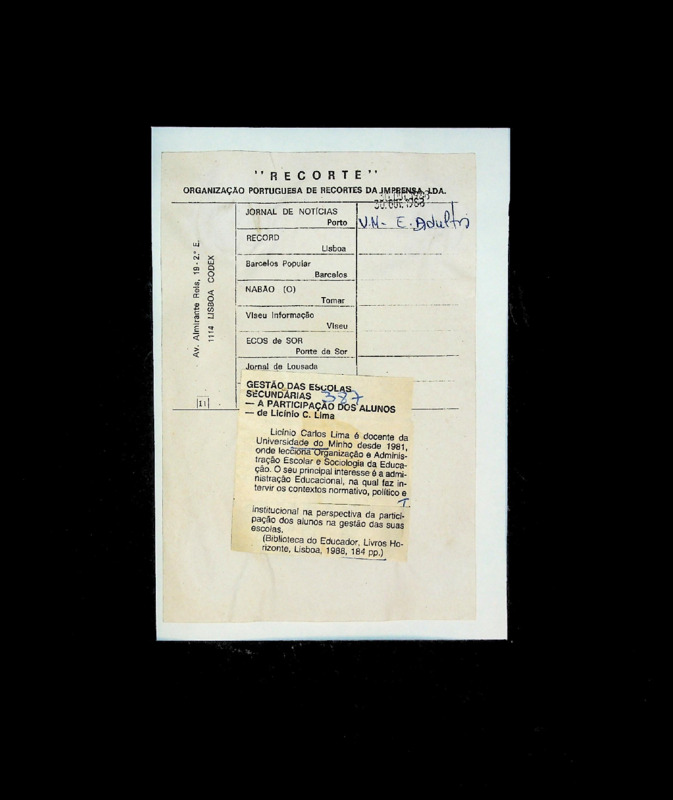 "RECORTE"
ORGANIZAÇÃO PORTUGUESA DE RECORTES DA IMPRENSA, LDA.
30.OUT.1988
JORNAL DE NOTÍCIAS
Porto
U.M - E. Adultos
RECORD
Lisboa
Barcelos Popular
Barcelos
NABÃO (O)
Tomar
Viseu Informação
Viseu
ECOS de SOR
Ponte de Sor
Jornal de Lousada
Av. Almirante Reis, 19 - 2.º E.
1114 LISBOA CODEX
11
GESTÃO DAS ESCOLAS
SECUNDÁRIAS 387
— A PARTICIPAÇÃO DOS ALUNOS
— de Licínio C. Lima
Licínio Carlos Lima é docente da
Universidade do Minho desde 1981,
onde lecciona Organização e Adminis-
tração Escolar e Sociologia da Educa-
ção. O seu principal interesse é a admi-
nistração Educacional, na qual faz in-
tervir os contextos normativo, político e
institucional na perspectiva da partici-
pação dos alunos na gestão das suas
escolas.
(Biblioteca do Educador, Livros Ho-
rizonte, Lisboa, 1988, 184 pp.)